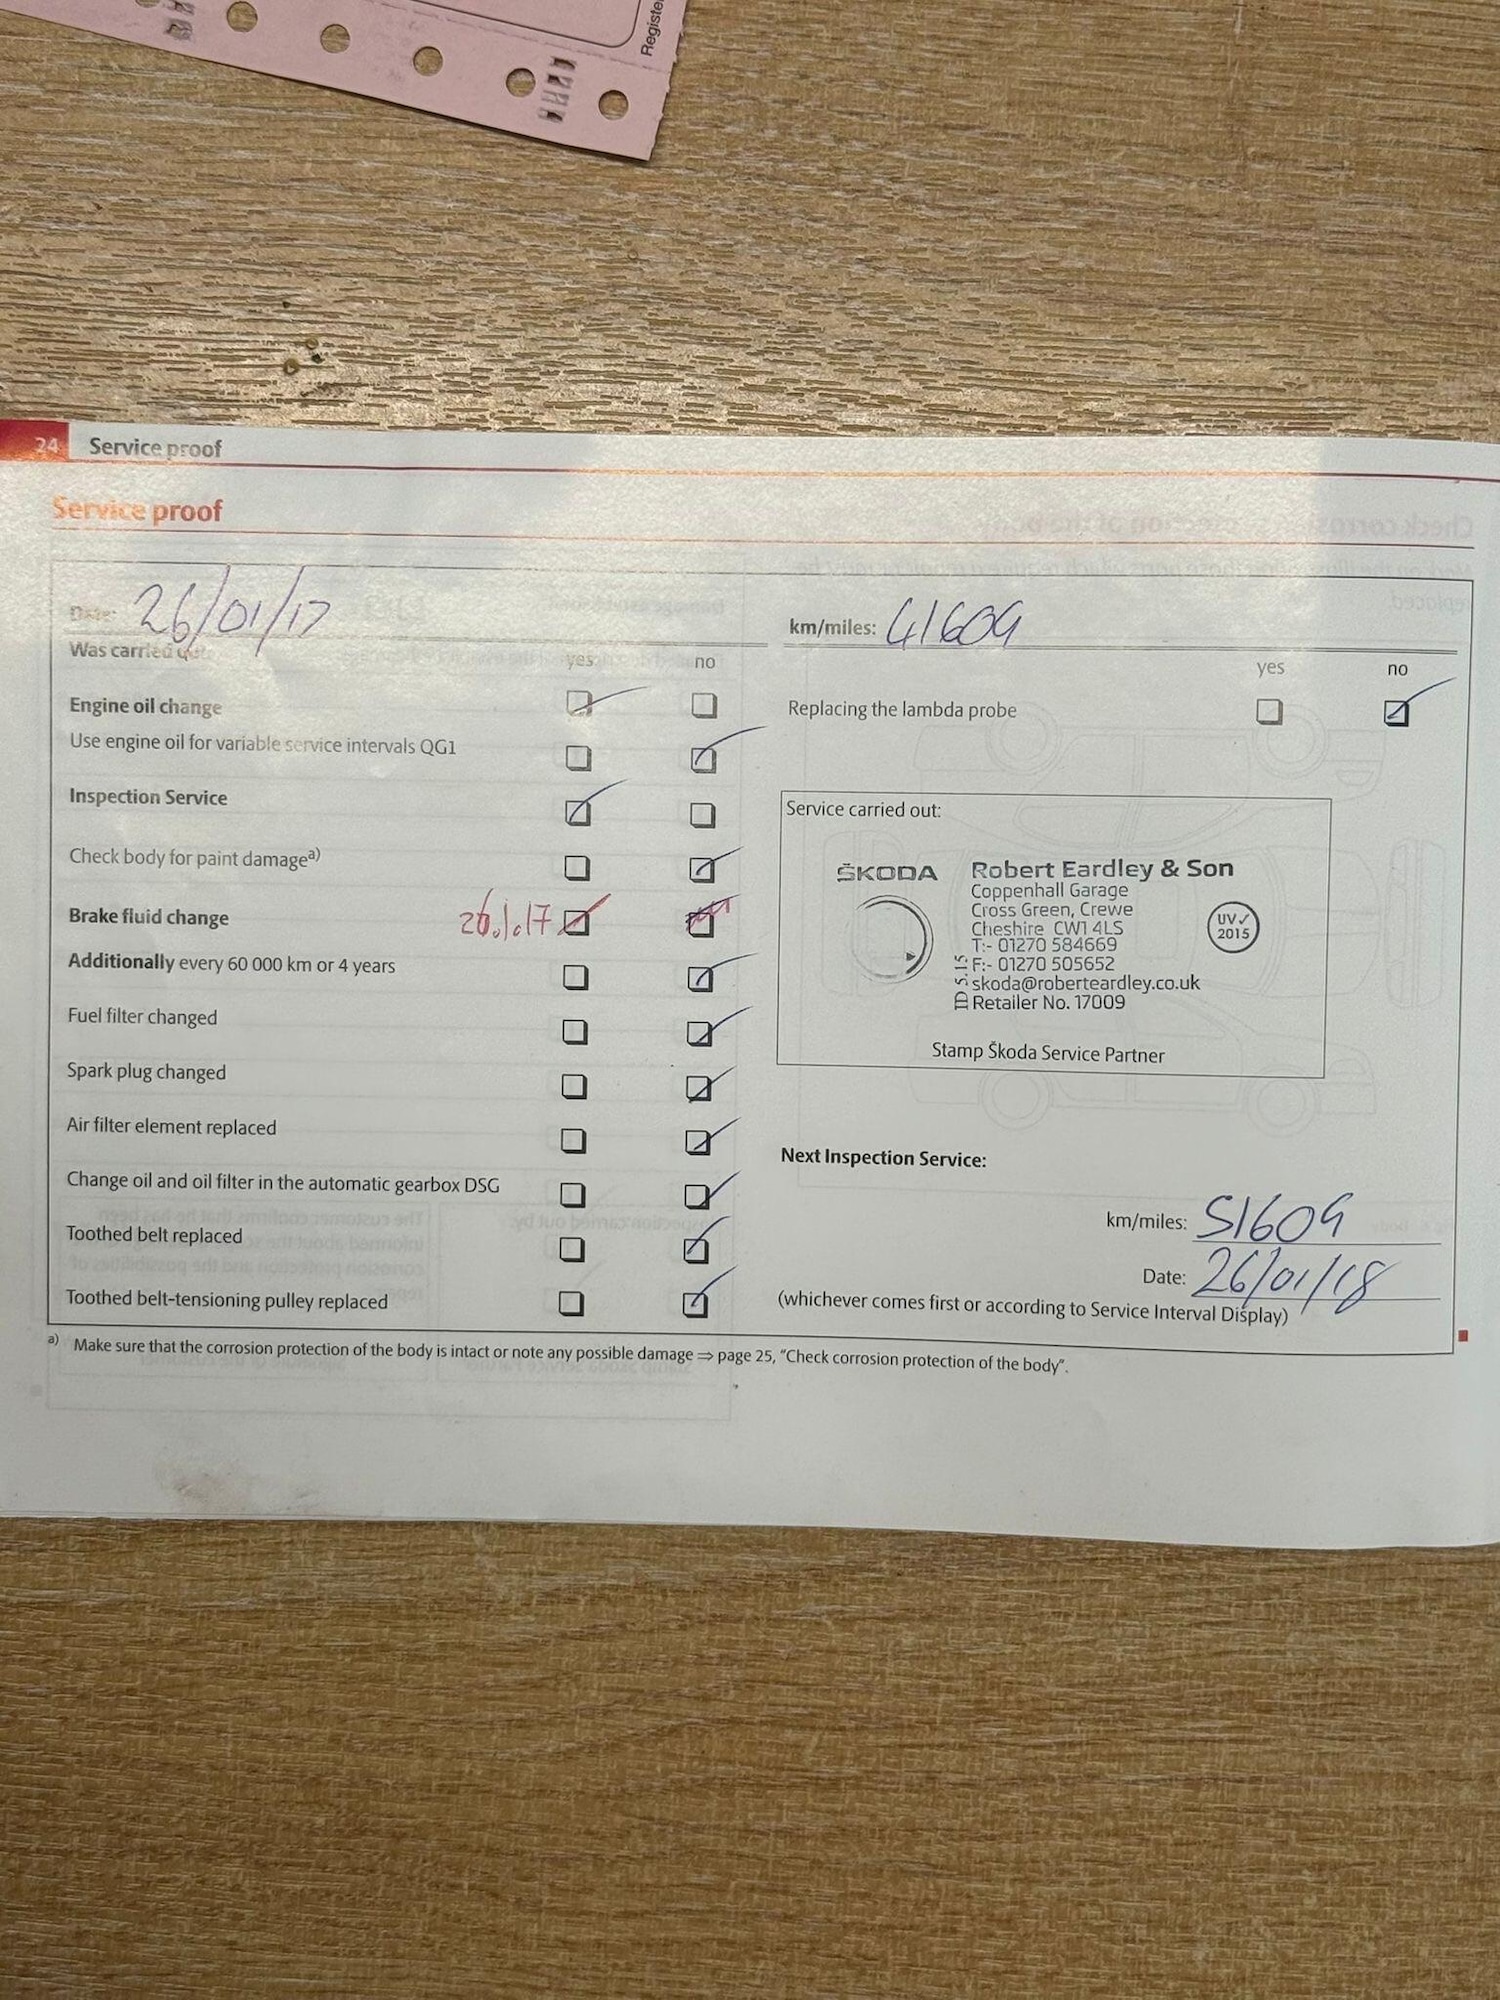 Registe
24 Service proof
Service proof
Date: 26/01/17
Was carried out
yes no
Engine oil change
Use engine oil for variable service intervals QG1
Inspection Service
Check body for paint damage a)
Brake fluid change 26.1.17
Additionally every 60 000 km or 4 years
Fuel filter changed
Spark plug changed
Air filter element replaced
Change oil and oil filter in the automatic gearbox DSG
Toothed belt replaced
Toothed belt-tensioning pulley replaced
km/miles: 41609
yes no
Replacing the lambda probe
Service carried out:
ŠKODA
Robert Eardley & Son
Coppenhall Garage
Cross Green, Crewe
Cheshire CW1 4LS
T:- 01270 584669
F:- 01270 505652
skoda@roberteardley.co.uk
Retailer No. 17009
ID 5.15
UV✓
2015
Stamp Škoda Service Partner
Next Inspection Service:
km/miles: 51609
Date: 26/01/18
(whichever comes first or according to Service Interval Display)
a) Make sure that the corrosion protection of the body is intact or note any possible damage ⇒ page 25, "Check corrosion protection of the body".